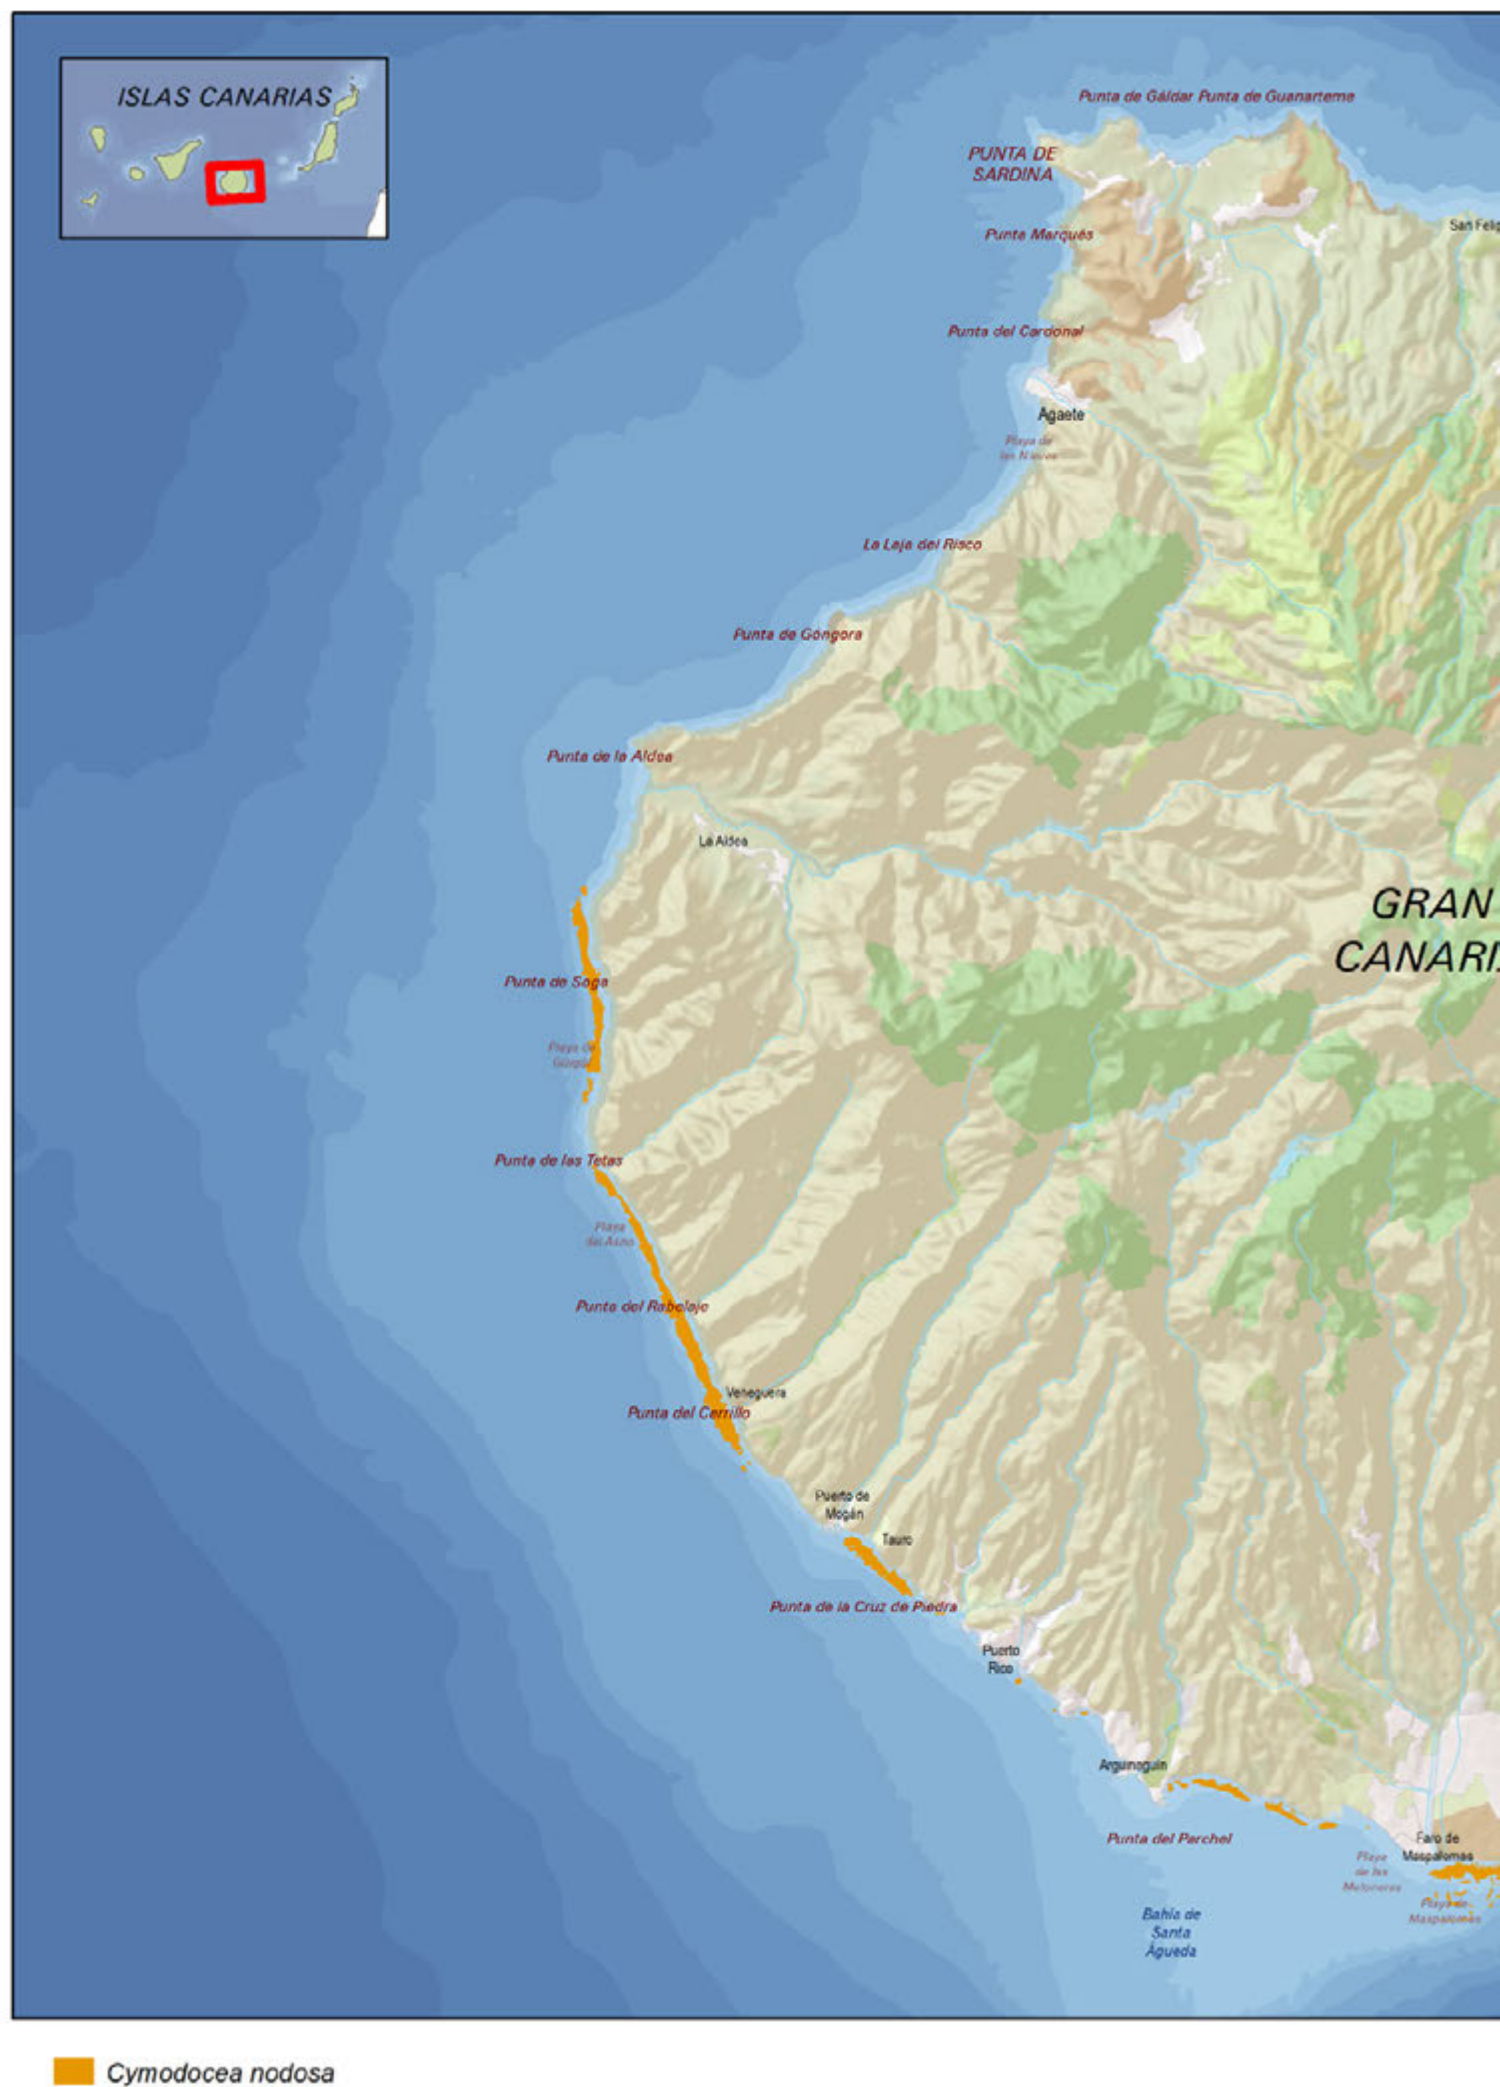 ISLAS CANARIAS
Punta de Gáldar Punta de Guanarteme
PUNTA DE
SARDINA
San Felip
Punta Marqués
Punta del Cardonal
Agaete
Playa de
las Nieves
La Laja del Risco
Punta de Góngora
Punta de la Aldea
La Aldea
GRAN
CANARI
Punta de Soga
Playa de
Punta de las Tetas
Playa
del Asno
Punta del Rabelajo
Veneguera
Punta del Cerrillo
Puerto de
Mogán
Tauro
Punta de la Cruz de Piedra
Puerto
Rico
Arguineguín
Punta del Parchel
Faro de
Maspalomas
Playa
de las
Meloneras
Playa de
Maspalomas
Bahía de
Santa
Águeda
Cymodocea nodosa